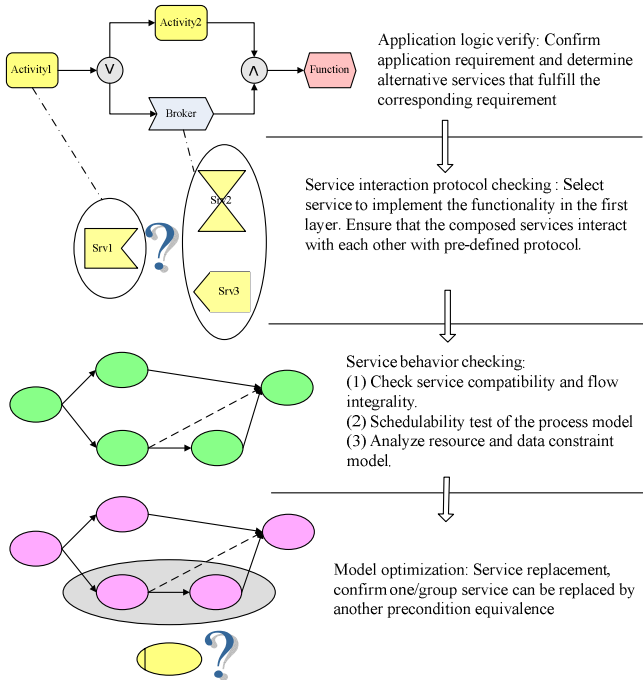 Activity2
Activity1
V
Λ
Function
Broker
Application logic verify: Confirm
application requirement and determine
alternative services that fulfill the
corresponding requirement
Srv2
Srv1
?
Srv3
Service interaction protocol checking : Select
service to implement the functionality in the first
layer. Ensure that the composed services interact
with each other with pre-defined protocol.
Service behavior checking:
(1) Check service compatibility and flow
integrality.
(2) Schedulability test of the process model
(3) Analyze resource and data constraint
model.
Model optimization: Service replacement,
confirm one/group service can be replaced by
another precondition equivalence
?